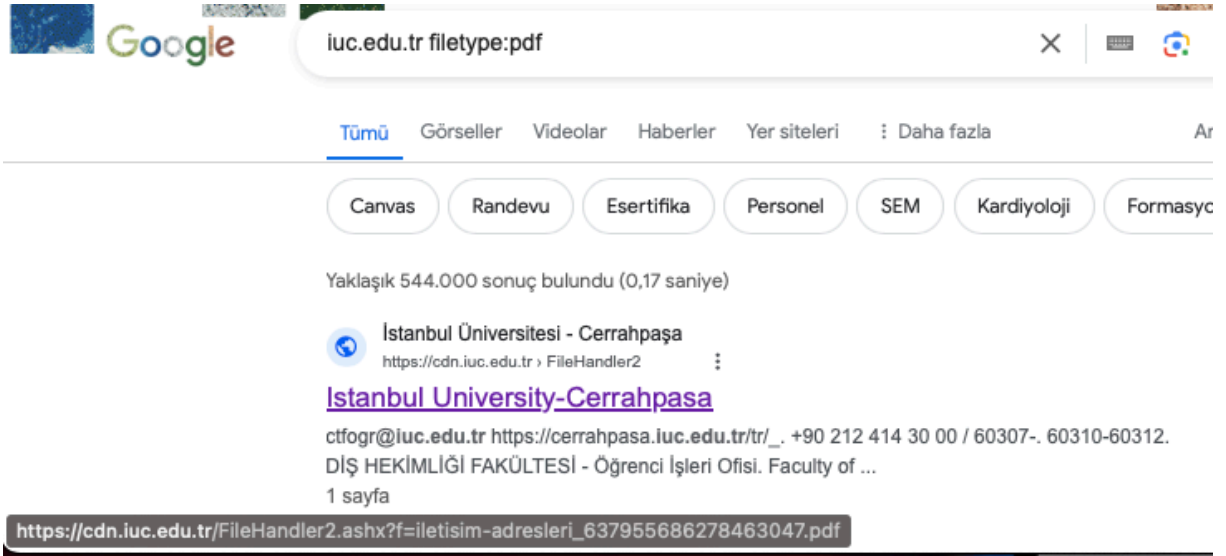 Google
iuc.edu.tr filetype:pdf
Tümü Görseller Videolar Haberler Yer siteleri Daha fazla
Canvas Randevu Esertifika Personel SEM Kardiyoloji
Yaklaşık 544.000 sonuç bulundu (0,17 saniye)
İstanbul Üniversitesi - Cerrahpaşa
https://cdn.iuc.edu.tr › FileHandler2
Istanbul University-Cerrahpasa
ctfogr@iuc.edu.tr https://cerrahpasa.iuc.edu.tr/tr/_. +90 212 414 30 00 / 60307-. 60310-60312.
DİŞ HEKİMLİĞİ FAKÜLTESİ - Öğrenci İşleri Ofisi. Faculty of ...
1 sayfa
https://cdn.iuc.edu.tr/FileHandler2.ashx?f=iletisim-adresleri_637955686278463047.pdf